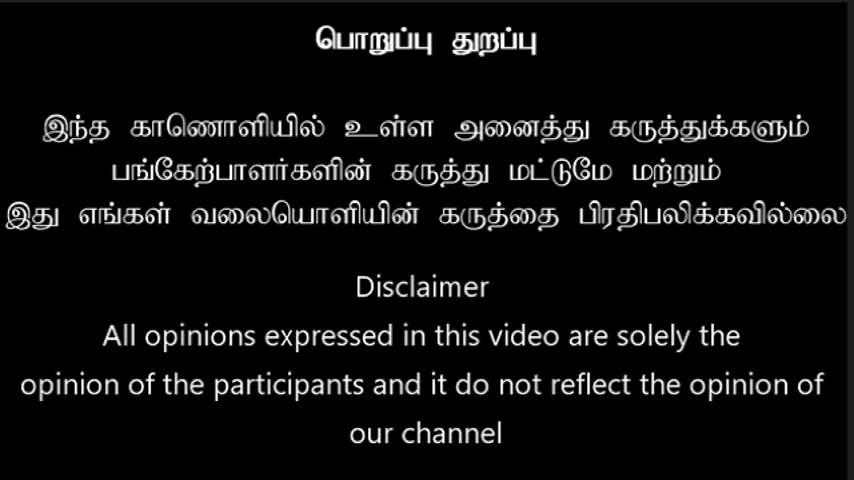 பொறுப்பு துறப்பு
இந்த காணொளியில் உள்ள அனைத்து கருத்துக்களும்
பங்கேற்பாளர்களின் கருத்து மட்டுமே மற்றும்
இது எங்கள் வலையொளியின் கருத்தை பிரதிபலிக்கவில்லை
Disclaimer
All opinions expressed in this video are solely the
opinion of the participants and it do not reflect the opinion of
our channel